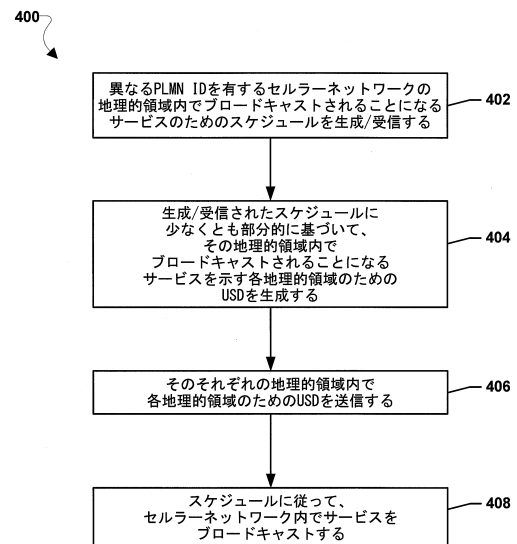 400
異なるPLMN IDを有するセルラーネットワークの
地理的領域内でブロードキャストされることになる
サービスのためのスケジュールを生成/受信する
402
生成/受信されたスケジュールに
少なくとも部分的に基づいて、
その地理的領域内で
ブロードキャストされることになる
サービスを示す各地理的領域のための
USDを生成する
404
そのそれぞれの地理的領域内で
各地理的領域のためのUSDを送信する
406
スケジュールに従って、
セルラーネットワーク内でサービスを
ブロードキャストする
408